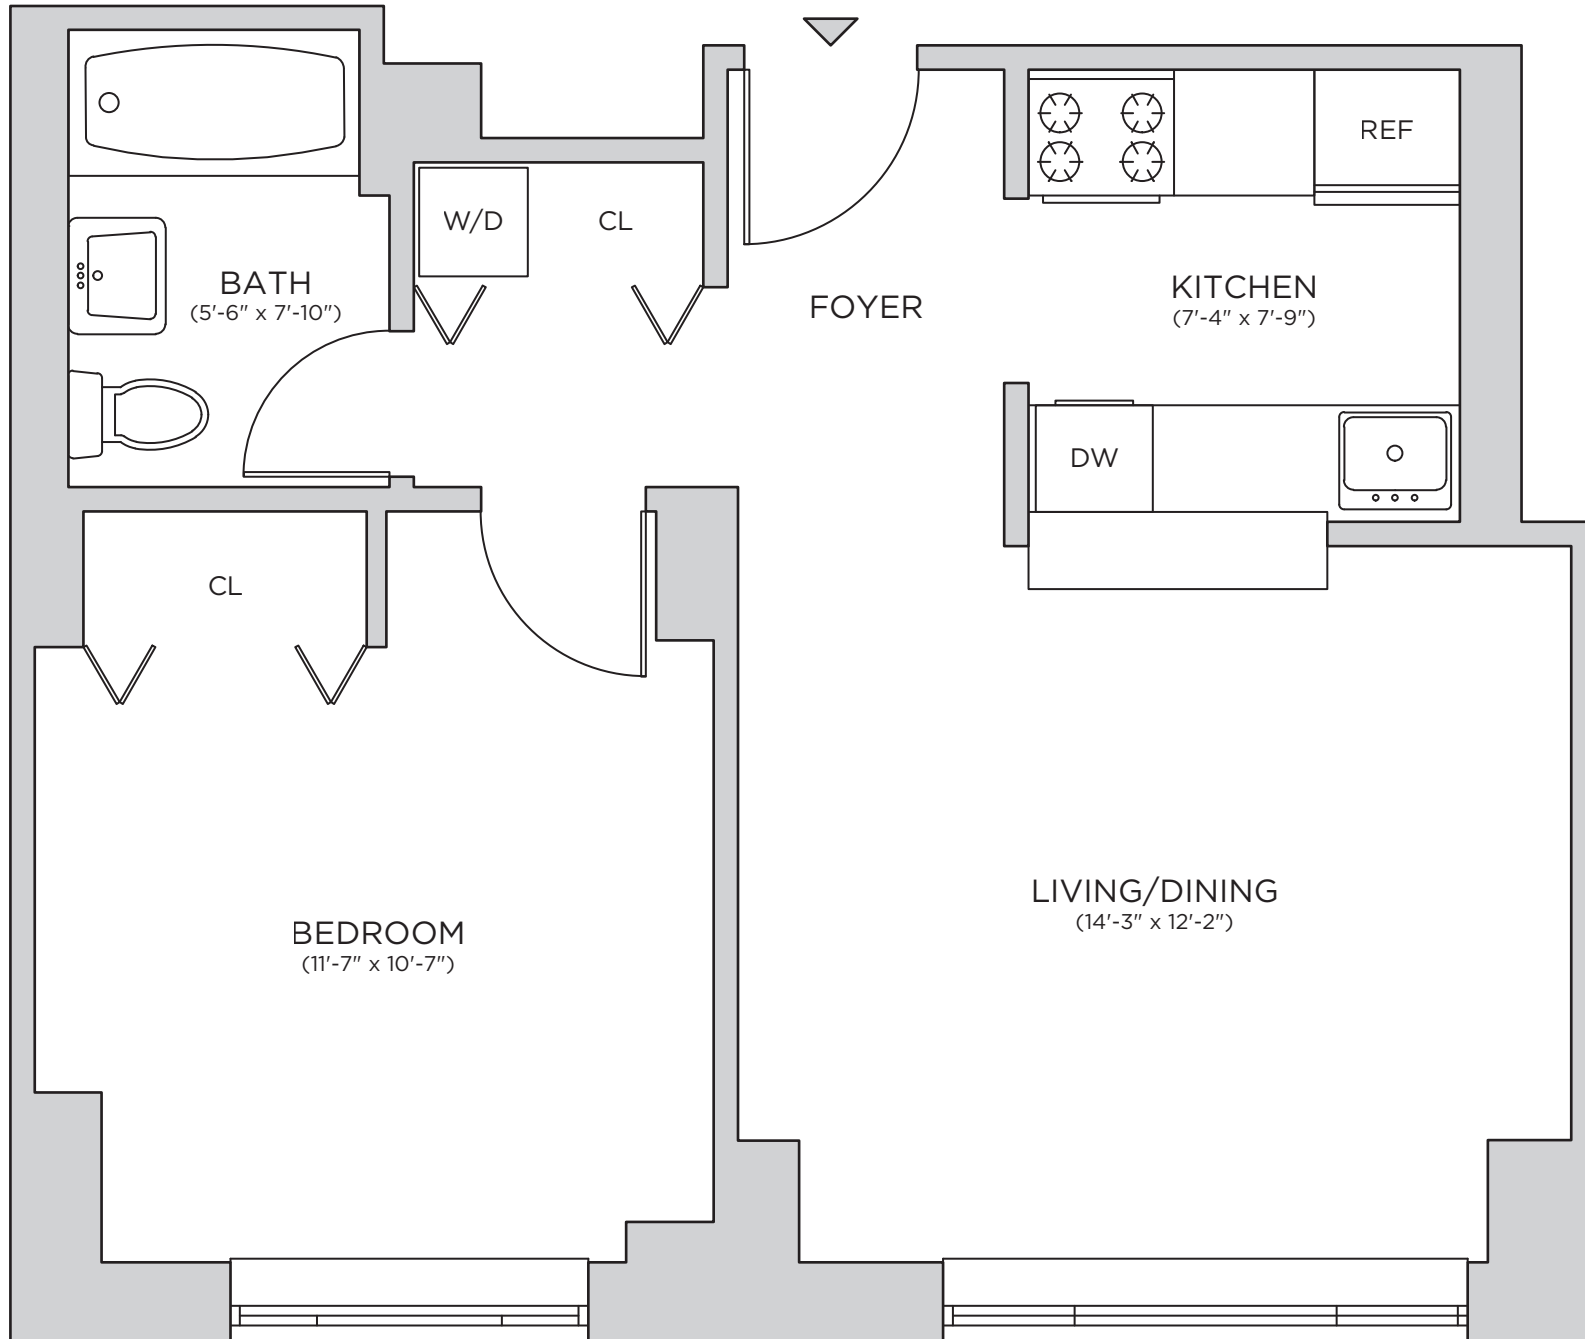 REF
W/D
CL
BATH
(5'-6" x 7'-10")
FOYER
KITCHEN
(7'-4" x 7'-9")
DW
CL
LIVING/DINING
(14'-3" x 12'-2")
BEDROOM
(11'-7" x 10'-7")